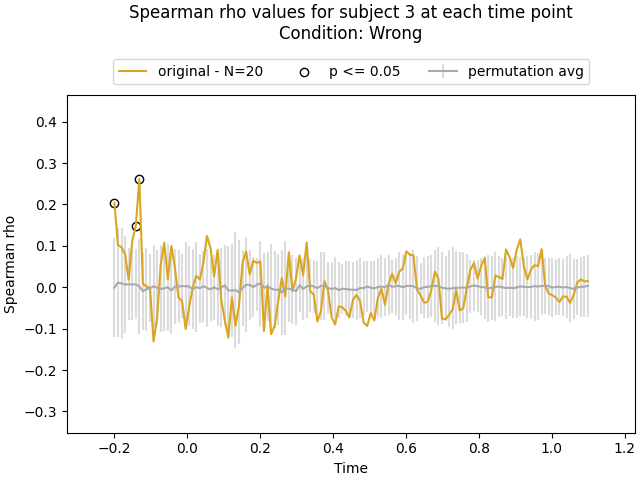 Spearman rho values for subject 3 at each time point
Condition: Wrong
original - N=20
p <= 0.05
permutation avg
Spearman rho
0.4
0.3
0.2
0.1
0.0
−0.1
−0.2
−0.3
−0.2
0.0
0.2
0.4
0.6
0.8
1.0
1.2
Time